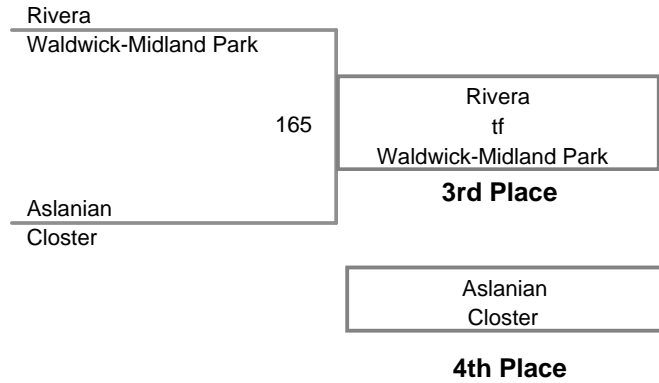 Rivera
Waldwick-Midland Park
165
Rivera
tf
Waldwick-Midland Park
3rd Place
Aslanian
Closter
Aslanian
Closter
4th Place